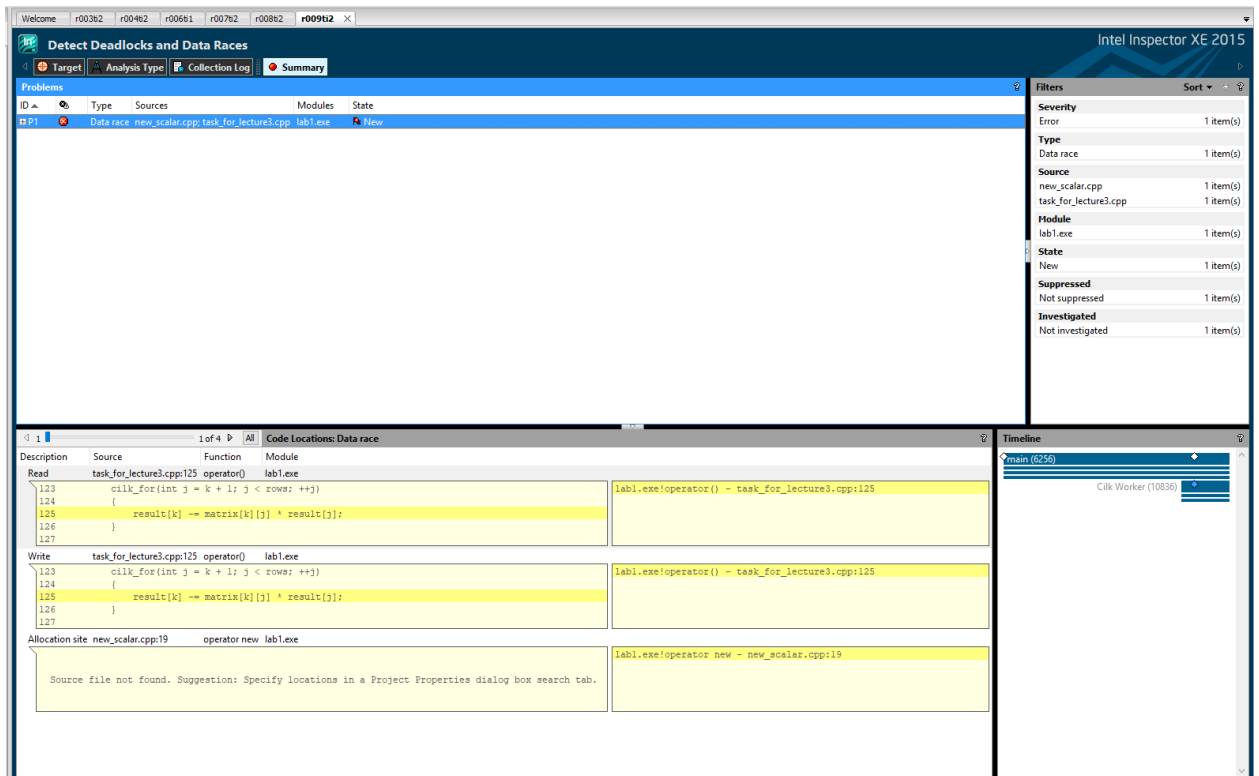 Welcome r003ti2 r004ti2 r006ti1 r007ti2 r008ti2 r009ti2
Detect Deadlocks and Data Races Intel Inspector XE 2015
Target Analysis Type Collection Log Summary
Problems ?
ID Type Sources Modules State
P1 Data race new_scalar.cpp; task_for_lecture3.cpp lab1.exe New
Filters Sort ?
Severity
Error 1 item(s)
Type
Data race 1 item(s)
Source
new_scalar.cpp 1 item(s)
task_for_lecture3.cpp 1 item(s)
Module
lab1.exe 1 item(s)
State
New 1 item(s)
Suppressed
Not suppressed 1 item(s)
Investigated
Not investigated 1 item(s)
1 1 of 4 All Code Locations: Data race ?
Description Source Function Module
Read task_for_lecture3.cpp:125 operator() lab1.exe
123 cilk_for(int j = k + 1; j < rows; ++j) lab1.exe!operator() - task_for_lecture3.cpp:125
124 {
125 result[k] -= matrix[k][j] * result[j];
126 }
127
Write task_for_lecture3.cpp:125 operator() lab1.exe
123 cilk_for(int j = k + 1; j < rows; ++j) lab1.exe!operator() - task_for_lecture3.cpp:125
124 {
125 result[k] -= matrix[k][j] * result[j];
126 }
127
Allocation site new_scalar.cpp:19 operator new lab1.exe
lab1.exe!operator new - new_scalar.cpp:19
Source file not found. Suggestion: Specify locations in a Project Properties dialog box search tab.
Timeline ?
main (6256)
Cilk Worker (10836)